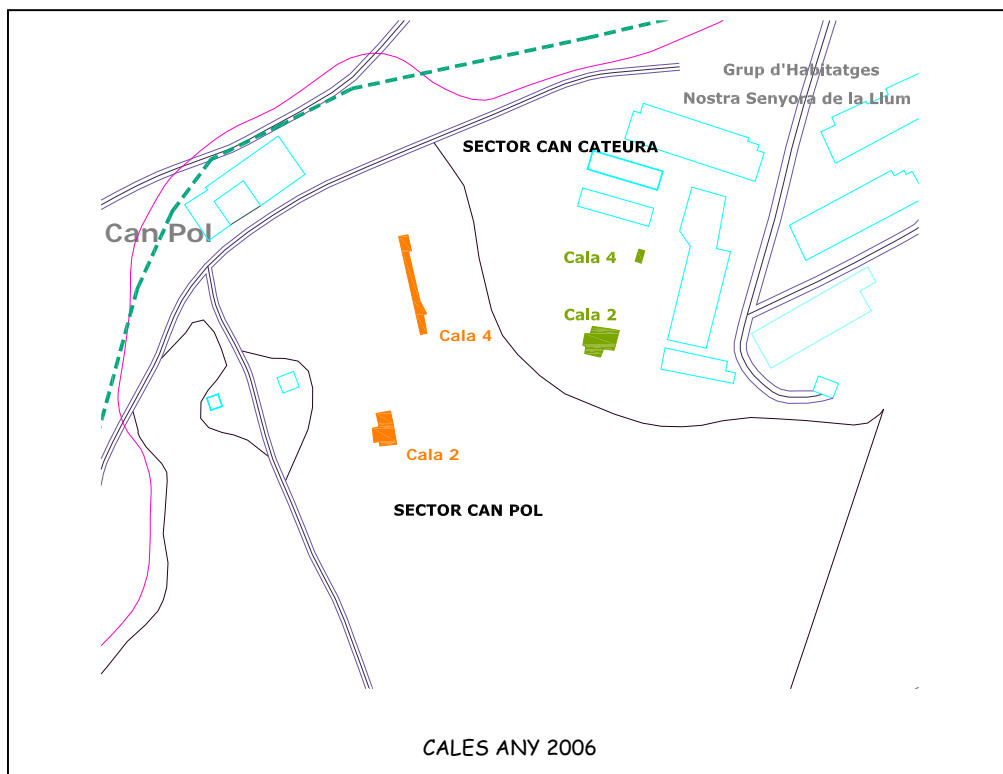 Grup d'Habitatges
Nostra Senyora de la Llum
SECTOR CAN CATEURA
Can Pol
Cala 4
Cala 2
Cala 4
Cala 2
SECTOR CAN POL
CALES ANY 2006